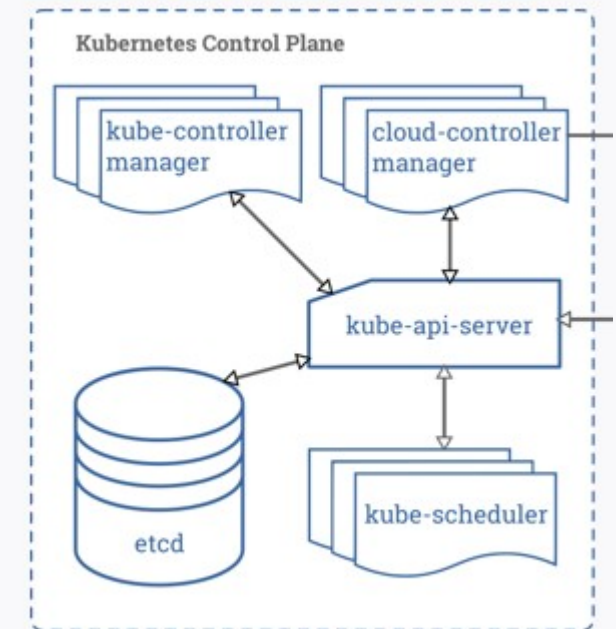 Kubernetes Control Plane
kube-controller
manager
cloud-controller
manager
kube-api-server
etcd
kube-scheduler